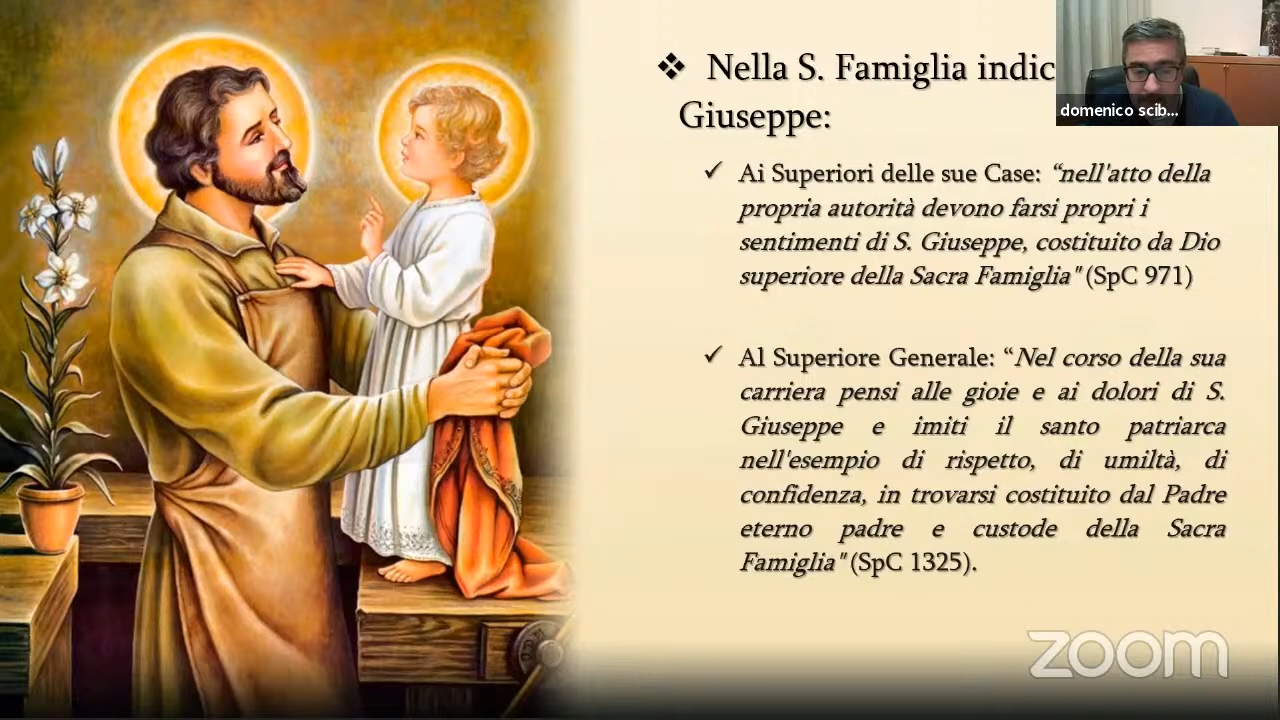 ❖ Nella S. Famiglia indic
Giuseppe:
domenico scib...
✓ Ai Superiori delle sue Case: “nell'atto della
propria autorità devono farsi propri i
sentimenti di S. Giuseppe, costituito da Dio
superiore della Sacra Famiglia" (SpC 971)
✓ Al Superiore Generale: “Nel corso della sua
carriera pensi alle gioie e ai dolori di S.
Giuseppe e imiti il santo patriarca
nell'esempio di rispetto, di umiltà, di
confidenza, in trovarsi costituito dal Padre
eterno padre e custode della Sacra
Famiglia" (SpC 1325).
zoom